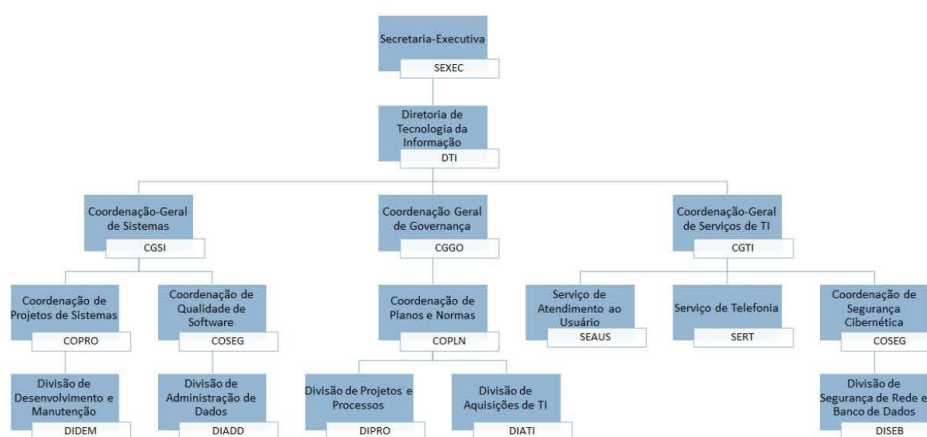 Secretaria-Executiva
SEXEC
Diretoria de
Tecnologia da
Informação
DTI
Coordenação-Geral
de Sistemas
CGSI
Coordenação Geral
de Governança
CGGO
Coordenação-Geral
de Serviços de TI
CGTI
Coordenação de
Projetos de Sistemas
COPRO
Coordenação de
Qualidade de
Software
COSEG
Coordenação de
Planos e Normas
COPLN
Serviço de
Atendimento ao
Usuário
SEAUS
Serviço de Telefonia
SERT
Coordenação de
Segurança
Cibernética
COSEG
Divisão de
Desenvolvimento e
Manutenção
DIDEM
Divisão de
Administração de
Dados
DIADD
Divisão de Projetos e
Processos
DIPRO
Divisão de
Aquisições de TI
DIATI
Divisão de
Segurança de Rede e
Banco de Dados
DISEB